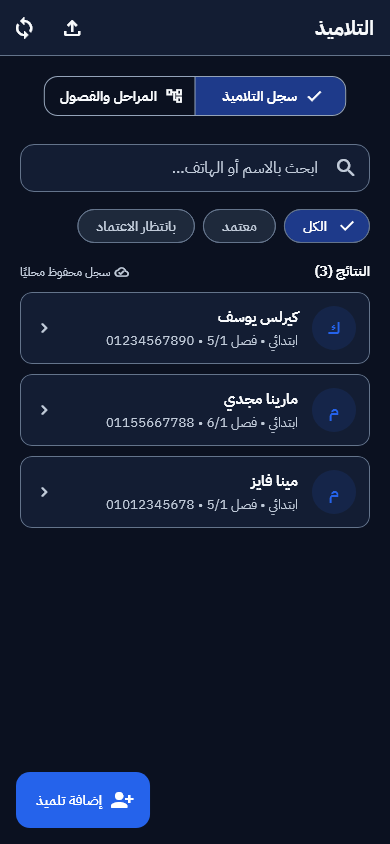 التلاميذ
سجل التلاميذ
المراحل والفصول
ابحث بالاسم أو الهاتف...
الكل
معتمد
بانتظار الاعتماد
النتائج (3)
سجل محفوظ محليًا
ك
كيرلس يوسف
ابتدائي • فصل 5/1 • 01234567890
م
مارينا مجدي
ابتدائي • فصل 6/1 • 01155667788
م
مينا فايز
ابتدائي • فصل 5/1 • 01012345678
إضافة تلميذ